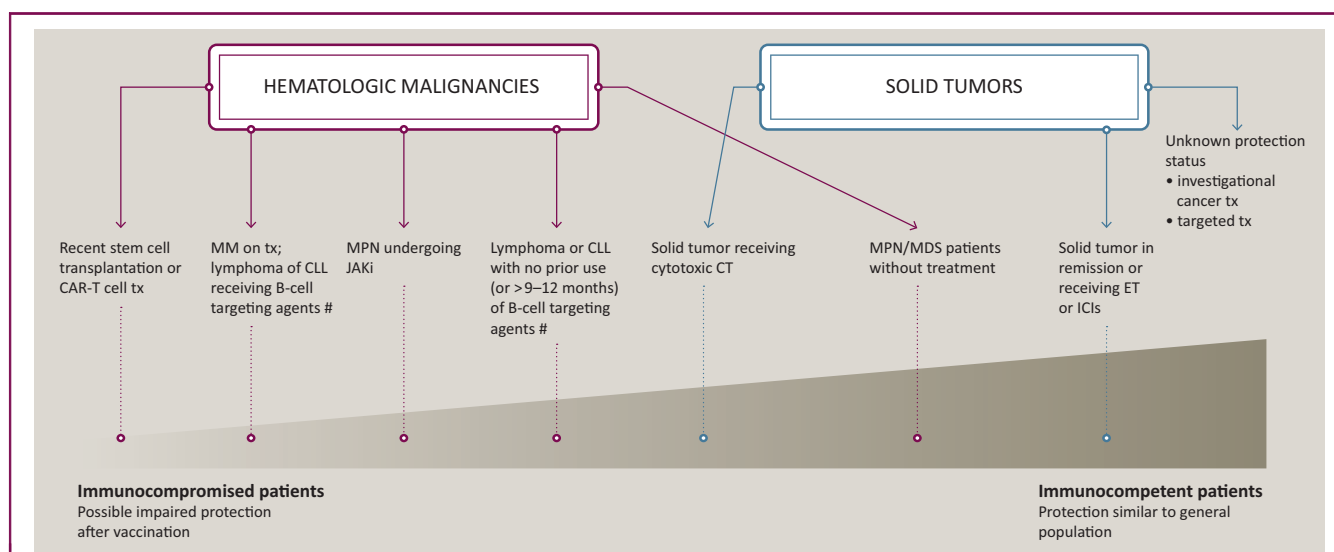 HEMATOLOGIC MALIGNANCIES
SOLID TUMORS
Unknown protection
status
• investigational
cancer tx
• targeted tx
Recent stem cell
transplantation or
CAR-T cell tx
MM on tx;
lymphoma of CLL
receiving B-cell
targeting agents #
MPN undergoing
JAKi
Lymphoma or CLL
with no prior use
(or >9–12 months)
of B-cell targeting
agents #
Solid tumor receiving
cytotoxic CT
MPN/MDS patients
without treatment
Solid tumor in
remission or
receiving ET
or ICIs
Immunocompromised patients
Possible impaired protection
after vaccination
Immunocompetent patients
Protection similar to general
population